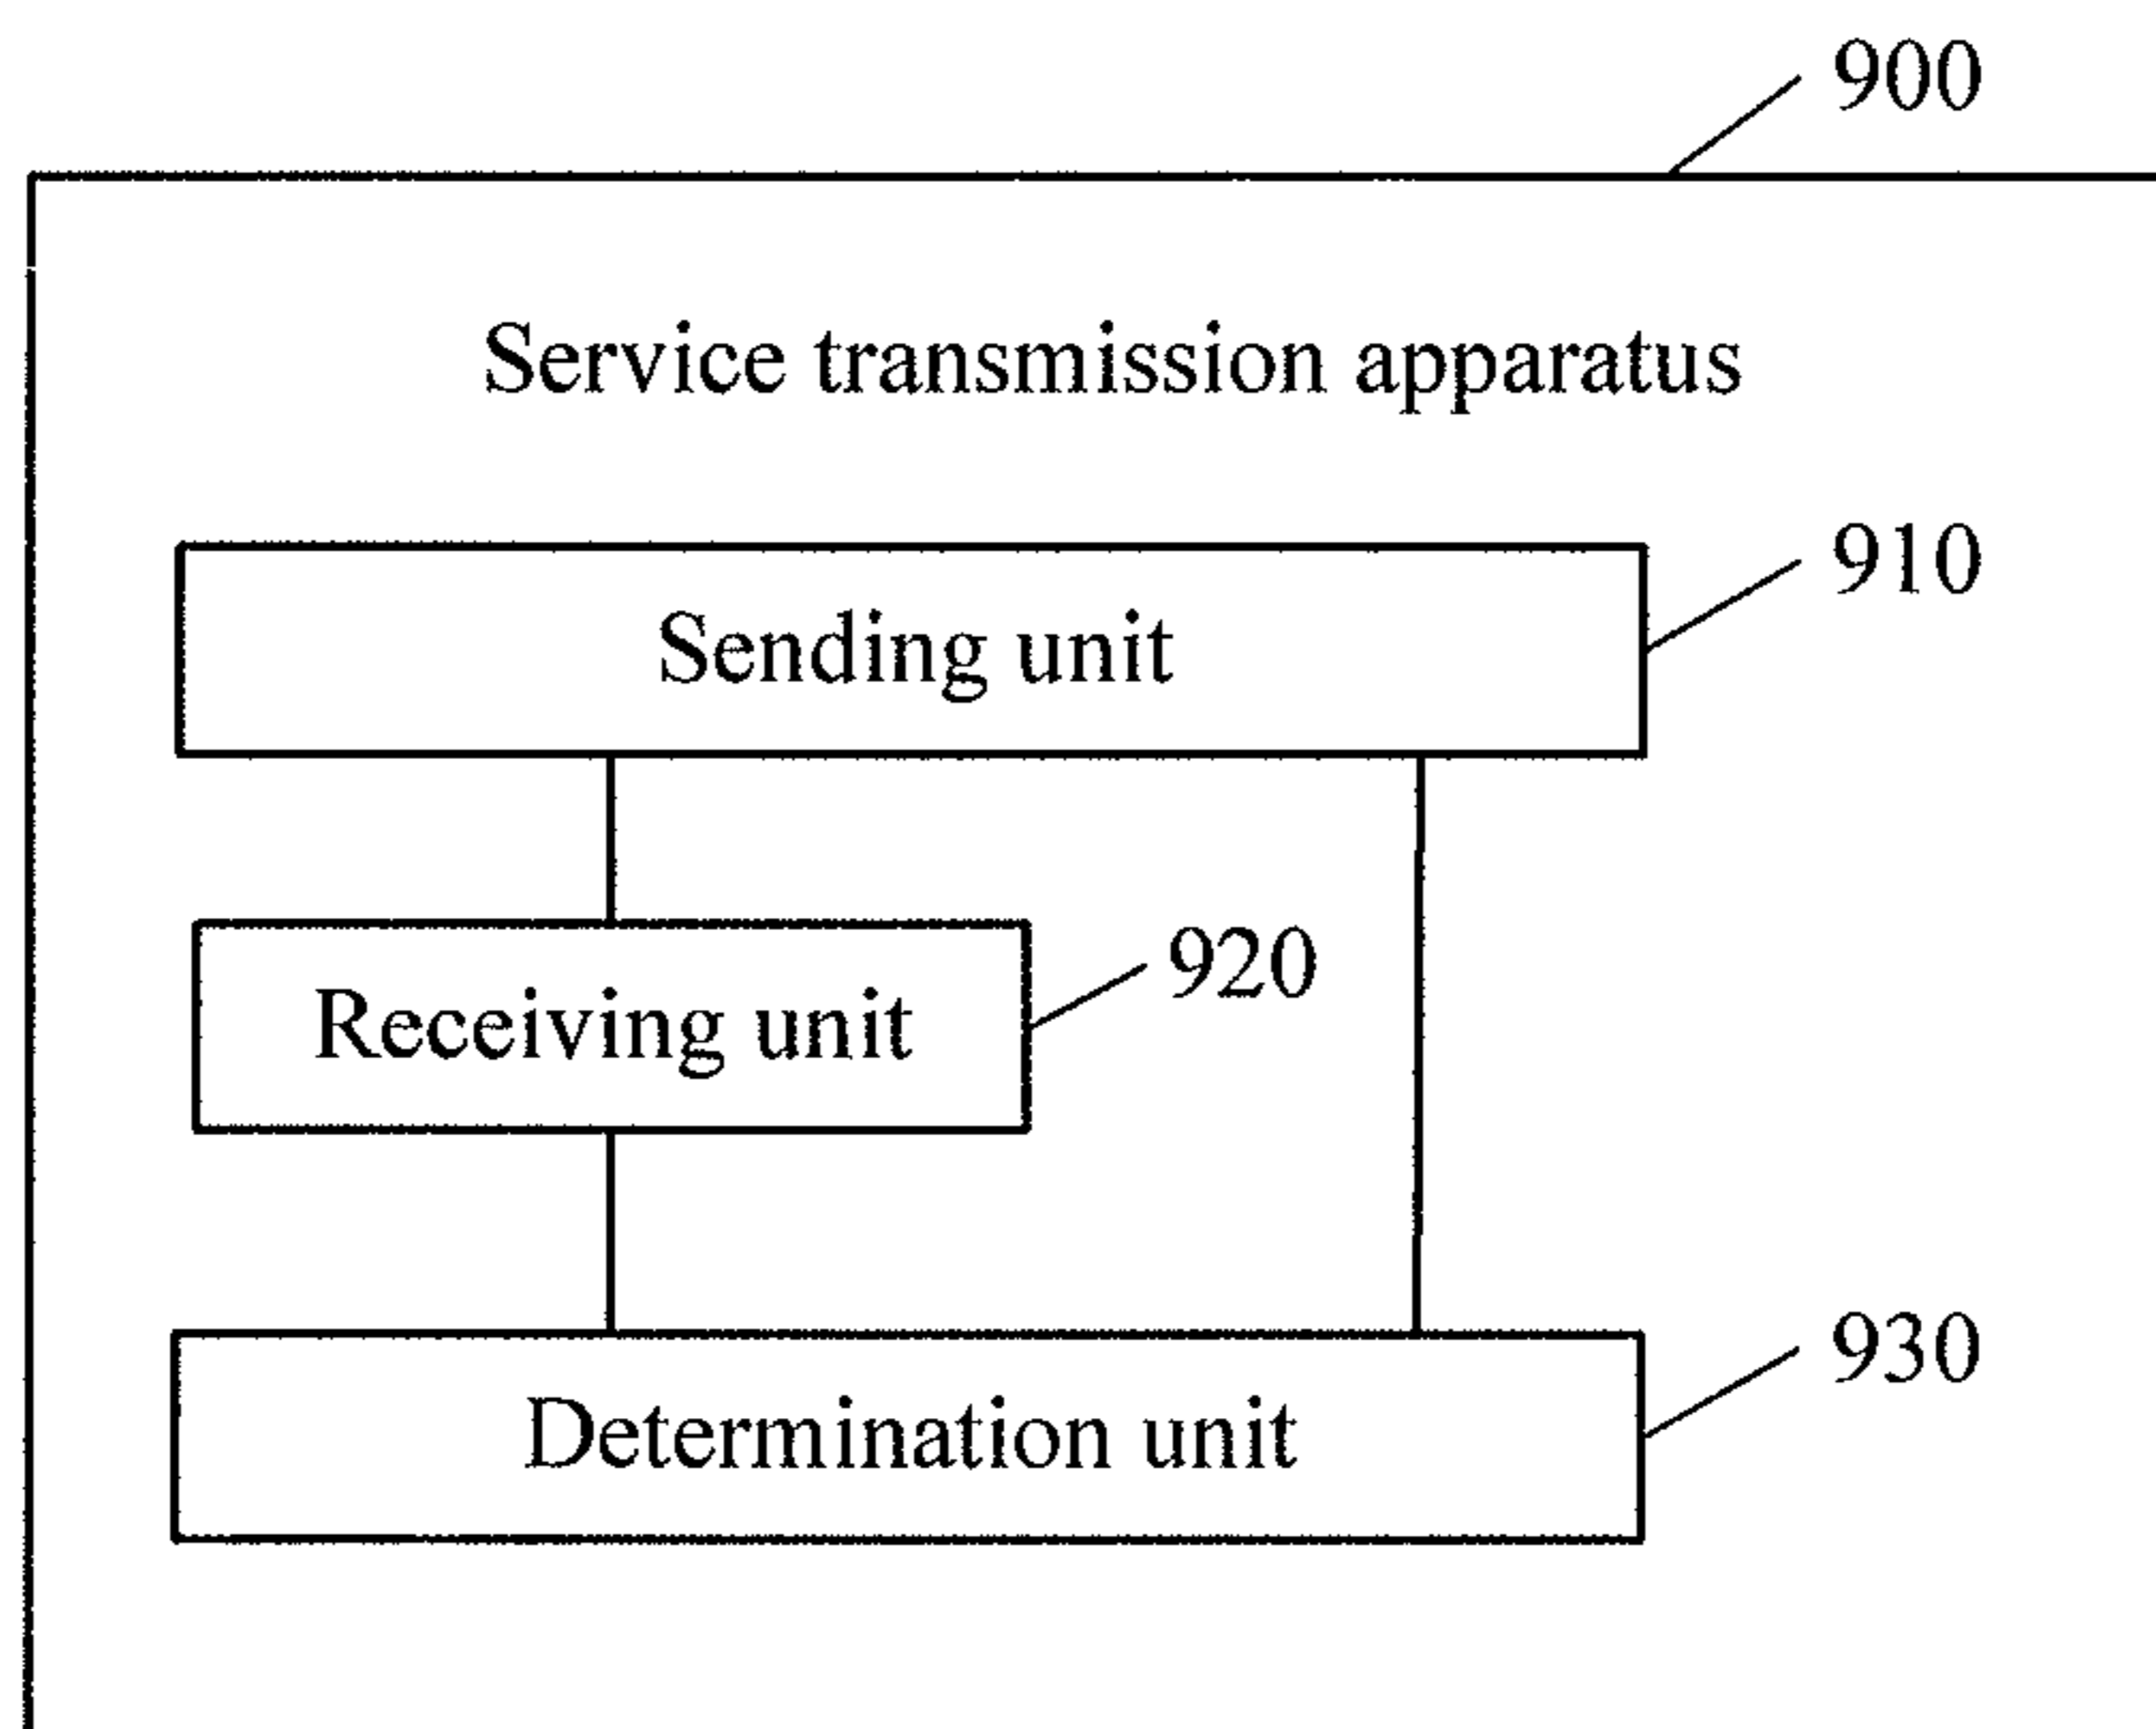 900
Service transmission apparatus
910
Sending unit
920
Receiving unit
930
Determination unit